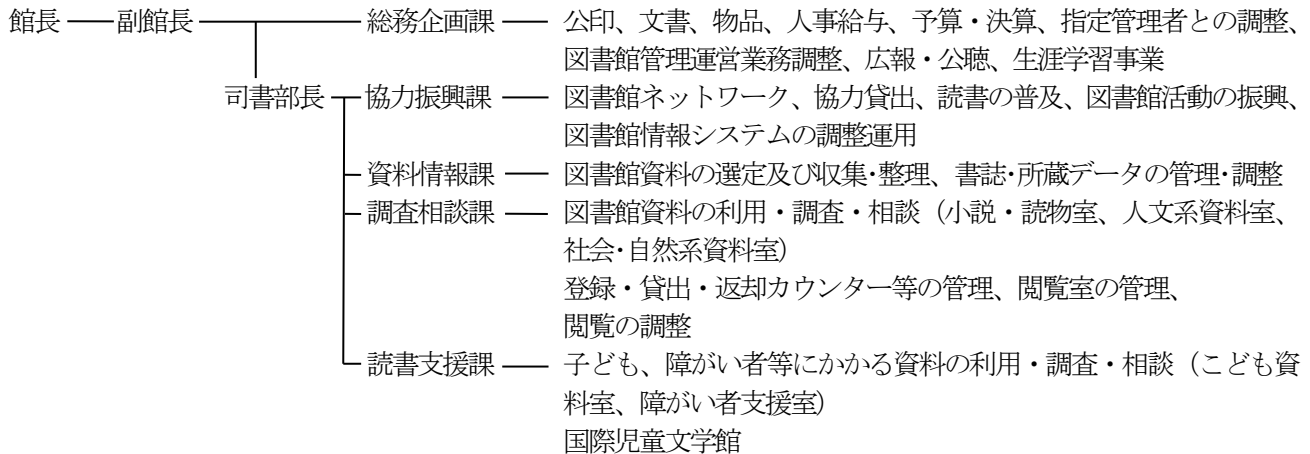 館長 副館長 総務企画課 公印、文書、物品、人事給与、予算・決算、指定管理者との調整、
図書館管理運営業務調整、広報・公聴、生涯学習事業
司書部長 協力振興課 図書館ネットワーク、協力貸出、読書の普及、図書館活動の振興、
図書館情報システムの調整運用
資料情報課 図書館資料の選定及び収集・整理、書誌・所蔵データの管理・調整
調査相談課 図書館資料の利用・調査・相談（小説・読物室、人文系資料室、
社会・自然系資料室）
登録・貸出・返却カウンター等の管理、閲覧室の管理、
閲覧の調整
読書支援課 子ども、障がい者等にかかる資料の利用・調査・相談（こども資
料室、障がい者支援室）
国際児童文学館